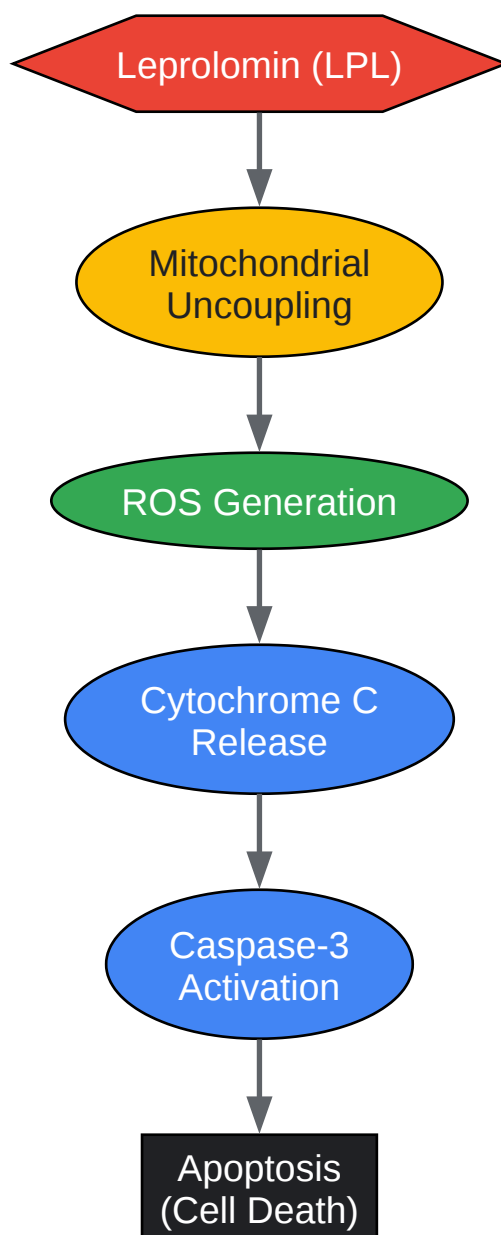 Leprolomin (LPL)
Mitochondrial
Uncoupling
ROS Generation
Cytochrome C
Release
Caspase-3
Activation
Apoptosis
(Cell Death)